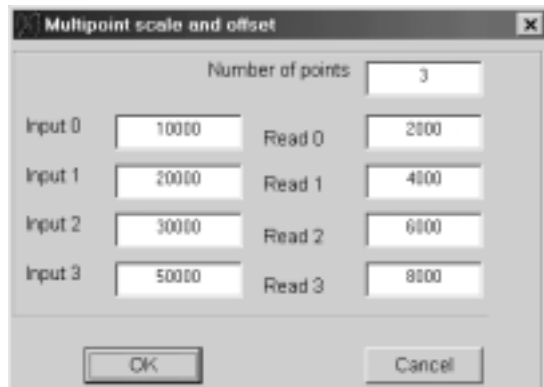 Multipoint scale and offset
Number of points 3
Input 0 10000 Read 0 2000
Input 1 20000 Read 1 4000
Input 2 30000 Read 2 6000
Input 3 50000 Read 3 8000
OK Cancel